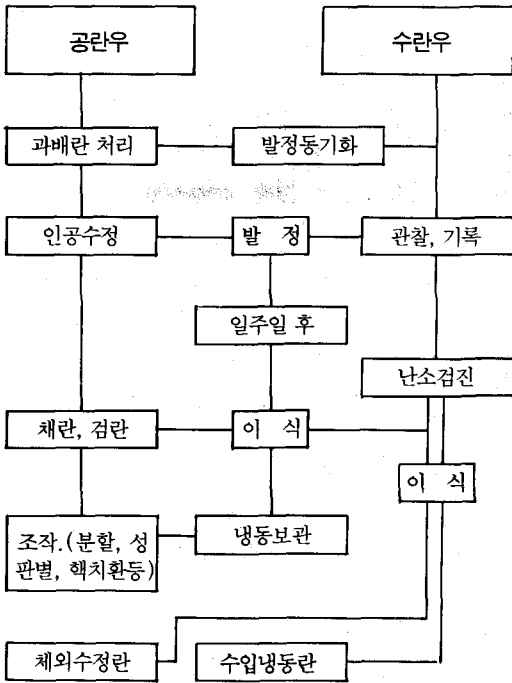 공란우
수란우
과배란 처리
발정동기화
인공수정
발 정
관찰, 기록
일주일 후
난소검진
채란, 검란
이 식
이 식
조작.(분할, 성
판별, 핵치환등)
냉동보관
체외수정란
수입냉동란